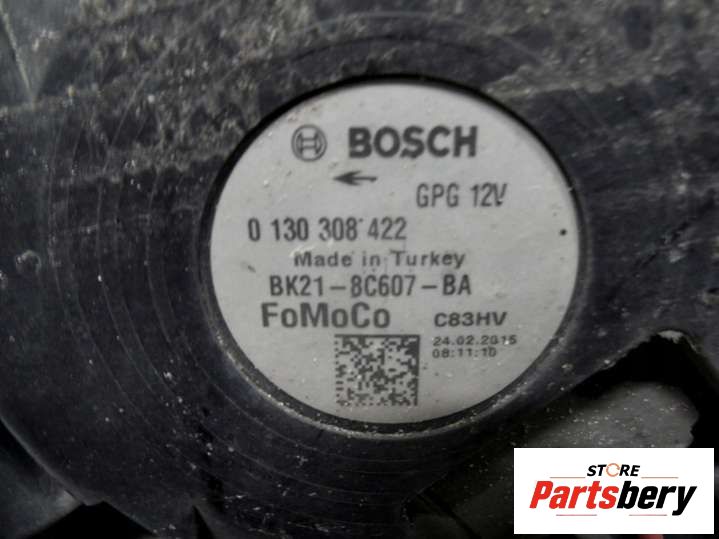 BOSCH
GPG 12V
0 130 308 422
Made in Turkey
BK21-8C607-BA
FoMoCo C83HV
24.02.2015
08:11:10
STORE
Partsbery